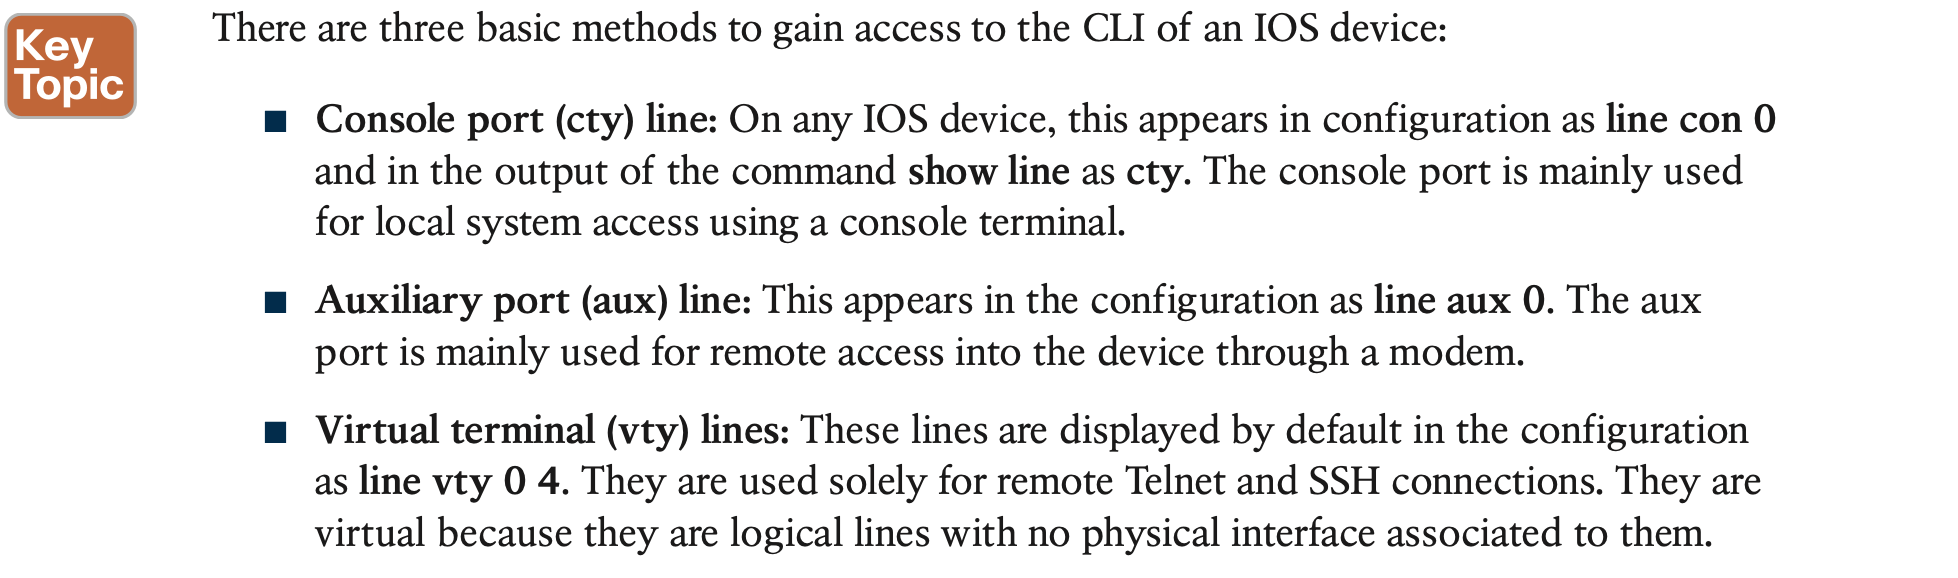 Key
Topic
There are three basic methods to gain access to the CLI of an IOS device:
■ Console port (cty) line: On any IOS device, this appears in configuration as line con 0
and in the output of the command show line as cty. The console port is mainly used
for local system access using a console terminal.
■ Auxiliary port (aux) line: This appears in the configuration as line aux 0. The aux
port is mainly used for remote access into the device through a modem.
■ Virtual terminal (vty) lines: These lines are displayed by default in the configuration
as line vty 0 4. They are used solely for remote Telnet and SSH connections. They are
virtual because they are logical lines with no physical interface associated to them.